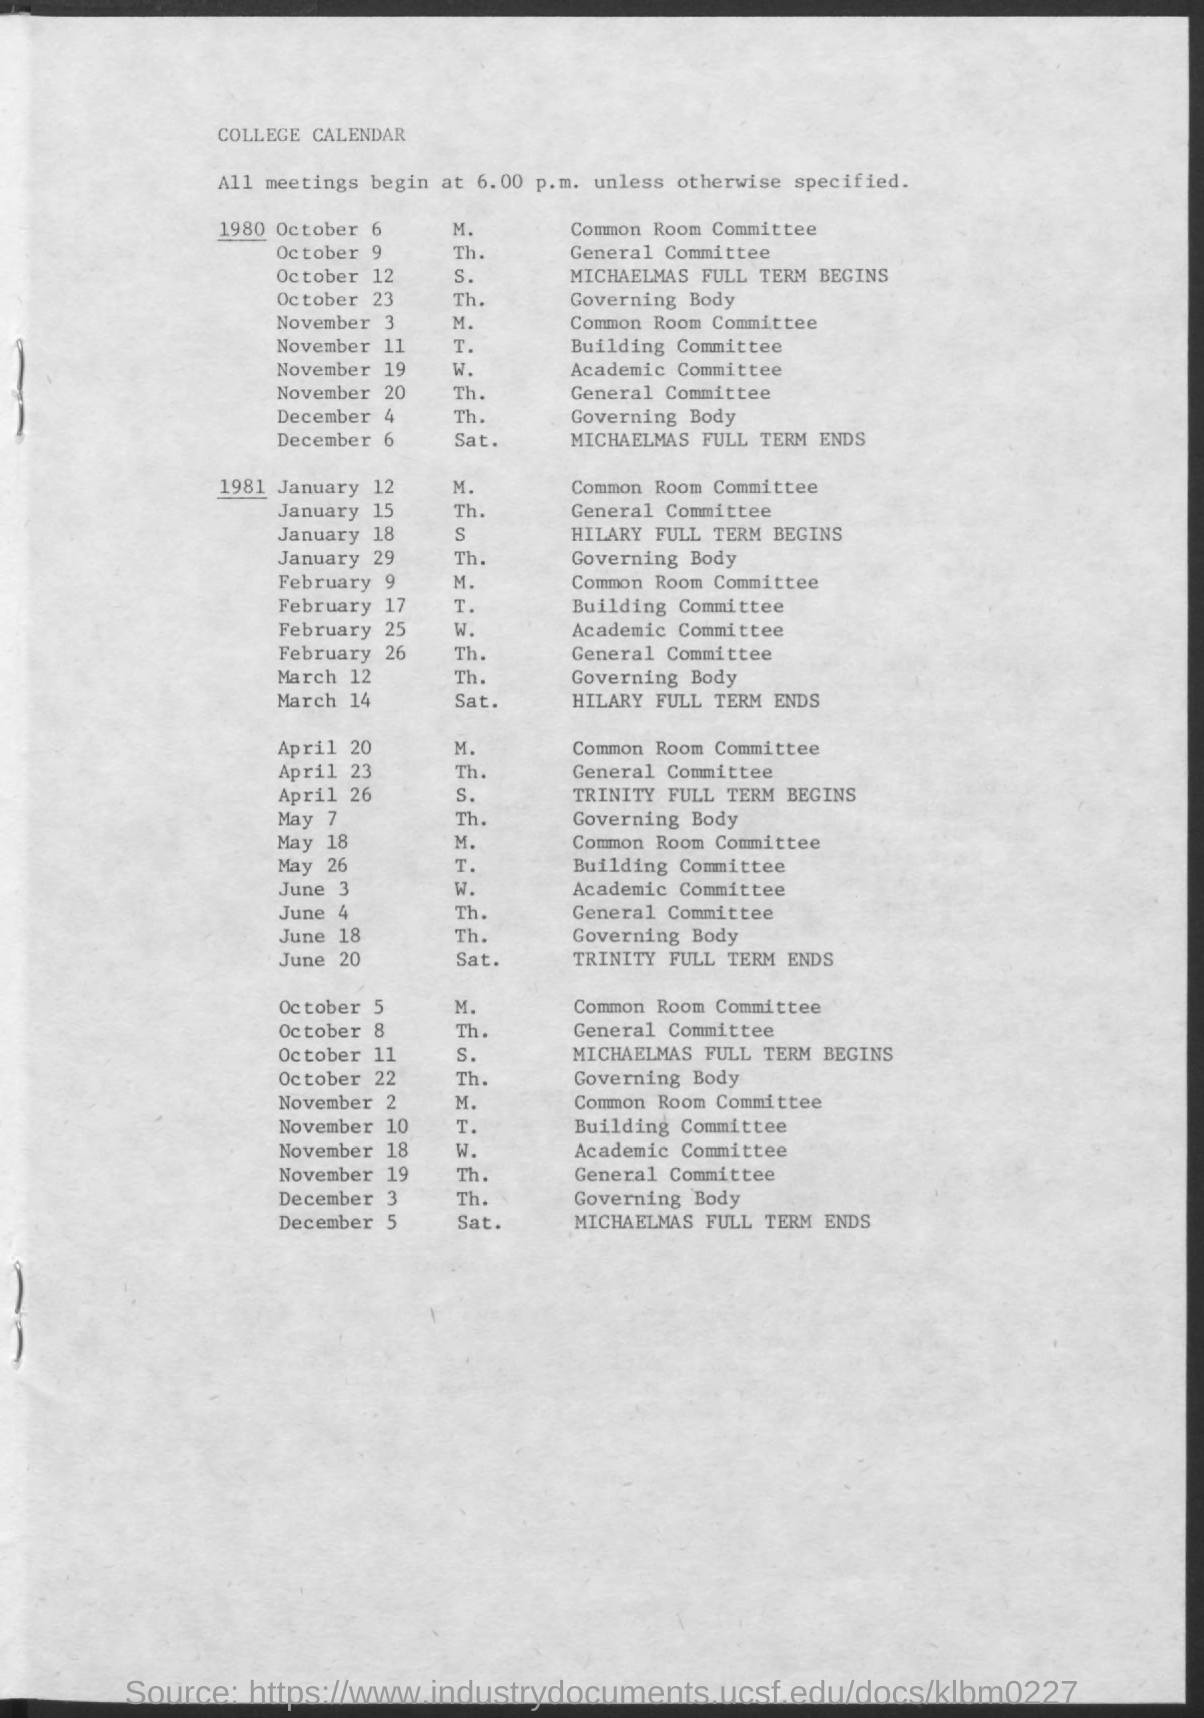 COLLEGE CALENDAR
All meetings begin at 6.00 p.m. unless otherwise specified.
1980 October 6 M. Common Room Committee
October 9 Th. General Committee
October 12 S. MICHAELMAS FULL TERM BEGINS
October 23 Th. Governing Body
November 3 M. Common Room Committee
November 11 T. Building Committee
November 19 W. Academic Committee
November 20 Th. General Committee
December 4 Th. Governing Body
December 6 Sat. MICHAELMAS FULL TERM ENDS
1981 January 12 M. Common Room Committee
January 15 Th. General Committee
January 18 S HILARY FULL TERM BEGINS
January 29 Th. Governing Body
February 9 M. Common Room Committee
February 17 T. Building Committee
February 25 W. Academic Committee
February 26 Th. General Committee
March 12 Th. Governing Body
March 14 Sat. HILARY FULL TERM ENDS
April 20 M. Common Room Committee
April 23 Th. General Committee
April 26 S. TRINITY FULL TERM BEGINS
May 7 Th. Governing Body
May 18 M. Common Room Committee
May 26 T. Building Committee
June 3 W. Academic Committee
June 4 Th. General Committee
June 18 Th. Governing Body
June 20 Sat. TRINITY FULL TERM ENDS
October 5 M. Common Room Committee
October 8 Th. General Committee
October 11 S. MICHAELMAS FULL TERM BEGINS
October 22 Th. Governing Body
November 2 M. Common Room Committee
November 10 T. Building Committee
November 18 W. Academic Committee
November 19 Th. General Committee
December 3 Th. Governing Body
December 5 Sat. MICHAELMAS FULL TERM ENDS
Source: https://www.industrydocuments.ucsf.edu/docs/klbm0227